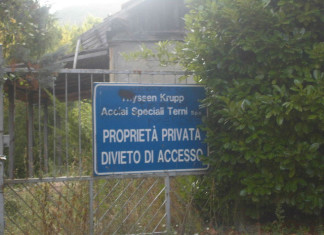 Thyssen Krupp
Acciai Speciali Terni
PROPRIETÀ PRIVATA
DIVIETO DI ACCESSO